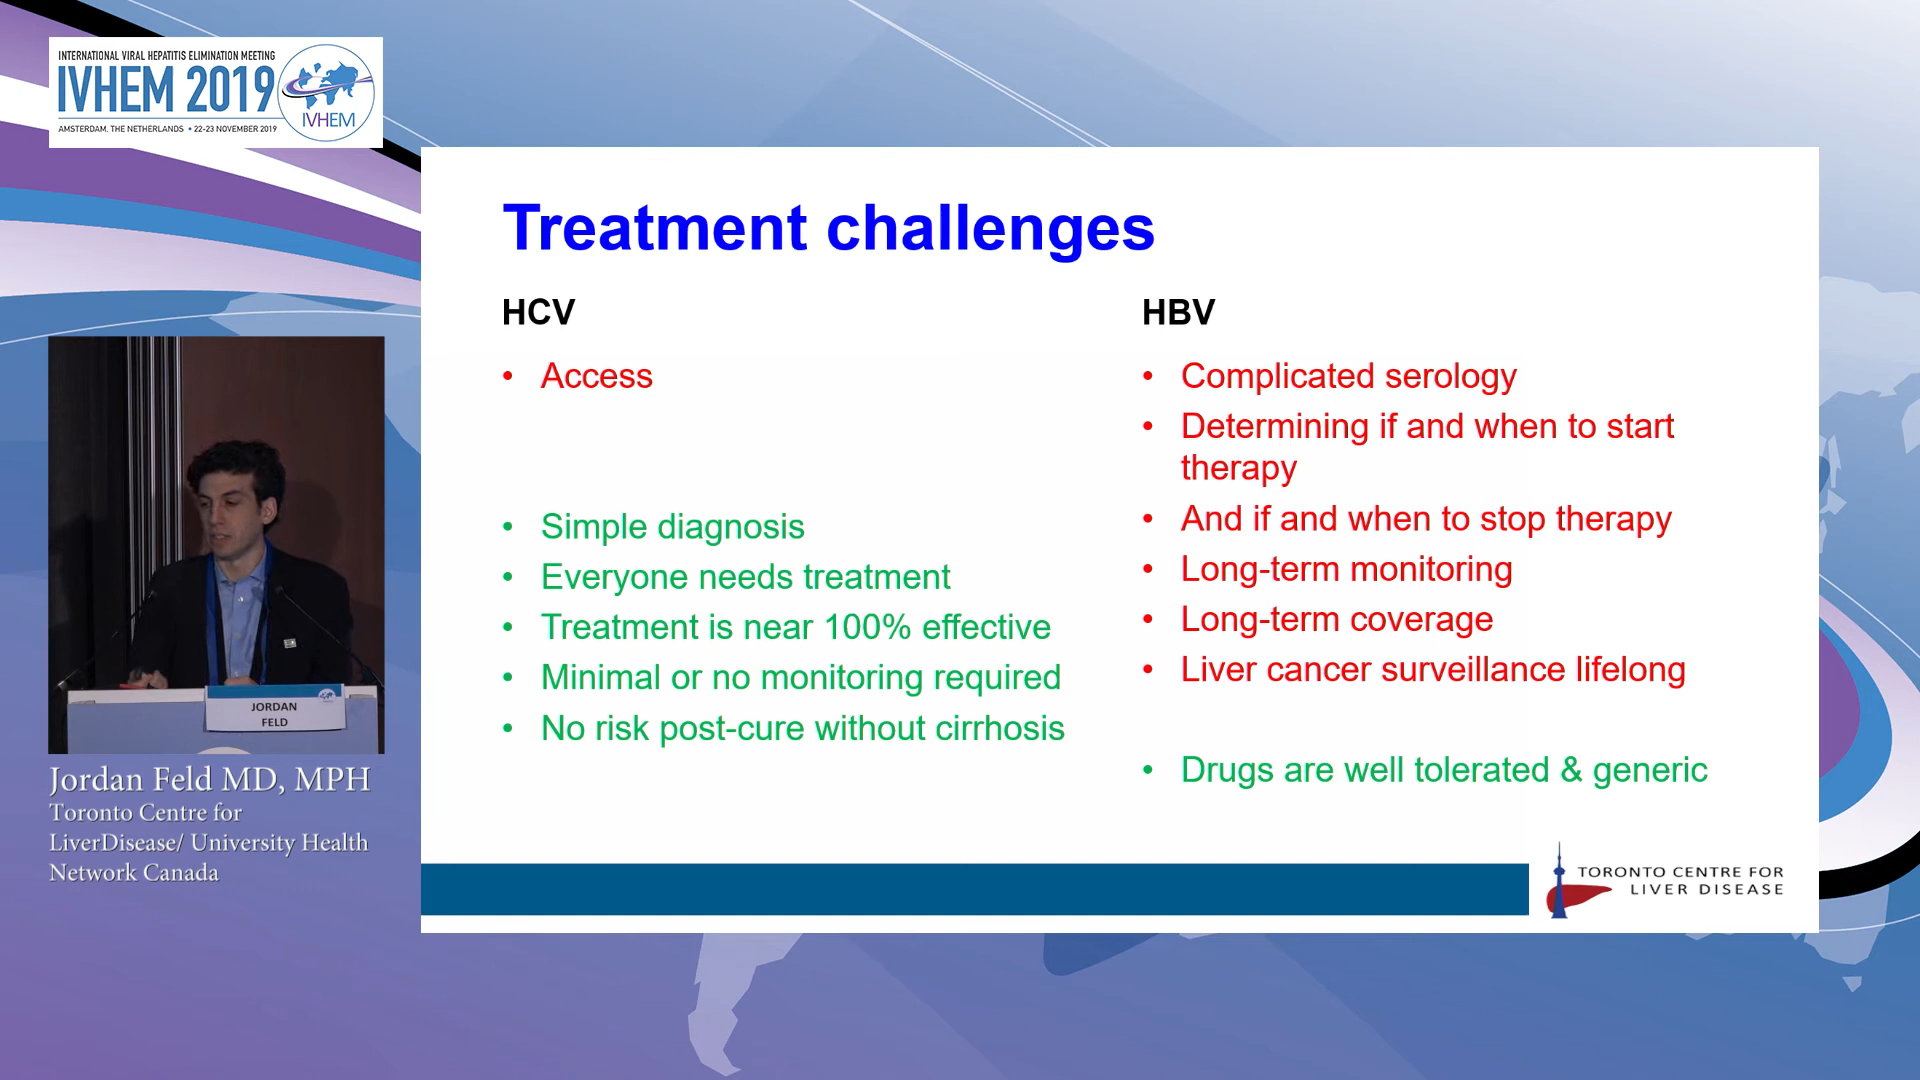 INTERNATIONAL VIRAL HEPATITIS ELIMINATION MEETING
IVHEM 2019
AMSTERDAM, THE NETHERLANDS • 22-23 NOVEMBER 2019
IVHEM
Treatment challenges
HCV
• Access
• Simple diagnosis
• Everyone needs treatment
• Treatment is near 100% effective
• Minimal or no monitoring required
• No risk post-cure without cirrhosis
HBV
• Complicated serology
• Determining if and when to start
therapy
• And if and when to stop therapy
• Long-term monitoring
• Long-term coverage
• Liver cancer surveillance lifelong
• Drugs are well tolerated & generic
JORDAN
FELD
Jordan Feld MD, MPH
Toronto Centre for
LiverDisease/ University Health
Network Canada
TORONTO CENTRE FOR
LIVER DISEASE